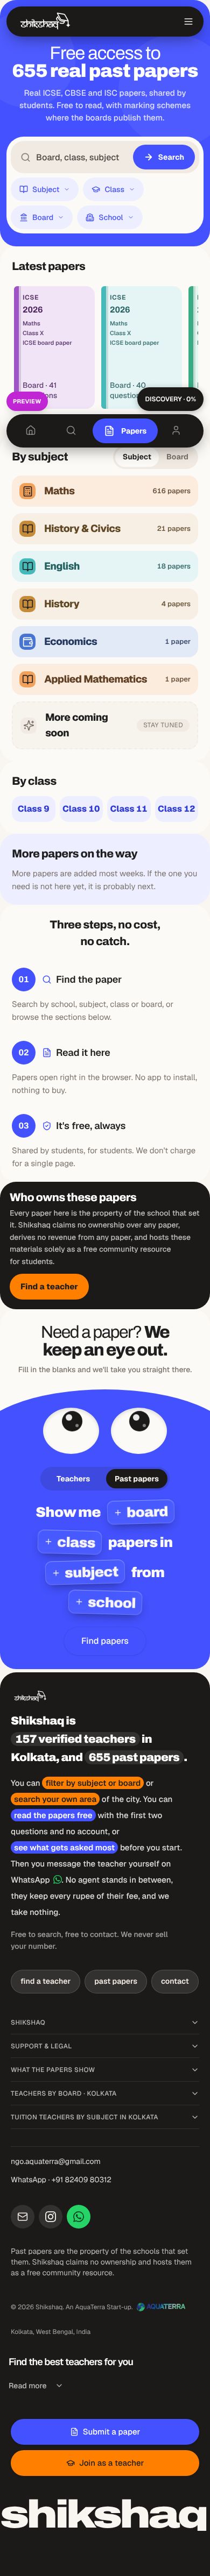 shikshaq
Free access to
655 real past papers
Real ICSE, CBSE and ISC papers, shared by
students. Free to read, with marking schemes
where the boards publish them.
Board, class, subject
Search
Subject
Class
Board
School
Latest papers
ICSE
2026
Maths
Class X
ICSE board paper
Board · 41
ICSE
2026
Maths
Class X
ICSE board paper
Board · 40
questions
PREVIEW
DISCOVERY · 0%
Papers
By subject
Subject
Board
Maths
616 papers
History & Civics
21 papers
English
18 papers
History
4 papers
Economics
1 paper
Applied Mathematics
1 paper
More coming
soon
STAY TUNED
By class
Class 9
Class 10
Class 11
Class 12
More papers on the way
More papers are added most weeks. If the one you
need is not here yet, it is probably next.
Three steps, no cost,
no catch.
01
Find the paper
Search by school, subject, class or board, or
browse the sections below.
02
Read it here
Papers open right in the browser. No app to install,
nothing to buy.
03
It's free, always
Shared by students, for students. We don't charge
for a single page.
Who owns these papers
Every paper here is the property of the school that set
it. Shikshaq claims no ownership over any paper,
derives no revenue from any paper, and hosts these
materials solely as a free community resource
for students.
Find a teacher
Need a paper? We
keep an eye out.
Fill in the blanks and we'll take you straight there.
Teachers
Past papers
Show me + board
+ class papers in
+ subject from
+ school
Find papers
shikshaq
Shikshaq is
157 verified teachers in
Kolkata, and 655 past papers.
You can filter by subject or board or
search your own area of the city. You can
read the papers free with the first two
questions and no account, or
see what gets asked most before you start.
Then you message the teacher yourself on
WhatsApp. No agent stands in between,
they keep every rupee of their fee, and we
take nothing.
Free to search, free to contact. We never sell
your number.
find a teacher
past papers
contact
SHIKSHAQ
SUPPORT & LEGAL
WHAT THE PAPERS SHOW
TEACHERS BY BOARD · KOLKATA
TUITION TEACHERS BY SUBJECT IN KOLKATA
ngo.aquaterra@gmail.com
WhatsApp · +91 82409 80312
Past papers are the property of the schools that set
them. Shikshaq claims no ownership and hosts them
as a free community resource.
© 2026 Shikshaq. An AquaTerra Start-up.
AQUATERRA
Kolkata, West Bengal, India
Find the best teachers for you
Read more
Submit a paper
Join as a teacher
shikshaq